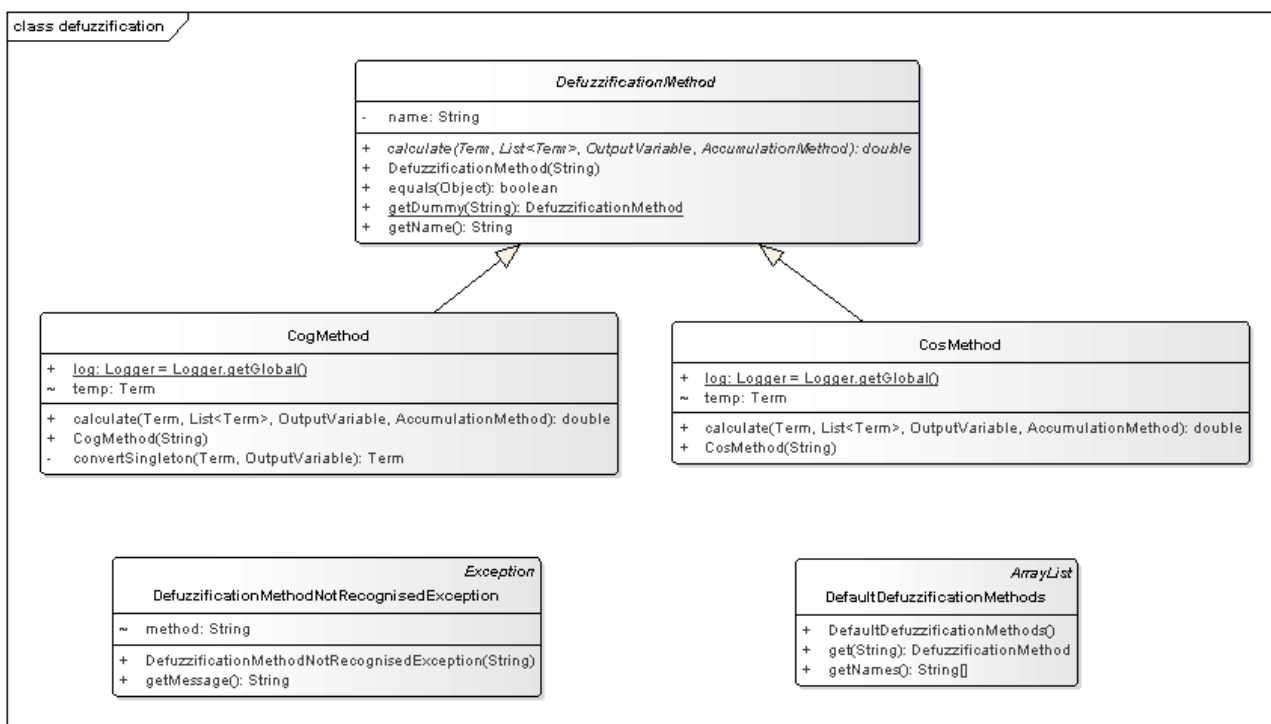 class defuzzification
DefuzzificationMethod
- name: String
+ calculate(Term, List<Term>, OutputVariable, AccumulationMethod): double
+ DefuzzificationMethod(String)
+ equals(Object): boolean
+ getDummy(String): DefuzzificationMethod
+ getName(): String
CogMethod
+ log: Logger = Logger.getGlobal()
~ temp: Term
+ calculate(Term, List<Term>, OutputVariable, AccumulationMethod): double
+ CogMethod(String)
- convertSingleton(Term, OutputVariable): Term
CosMethod
+ log: Logger = Logger.getGlobal()
~ temp: Term
+ calculate(Term, List<Term>, OutputVariable, AccumulationMethod): double
+ CosMethod(String)
Exception
DefuzzificationMethodNotRecognisedException
~ method: String
+ DefuzzificationMethodNotRecognisedException(String)
+ getMessage(): String
ArrayList
DefaultDefuzzificationMethods
+ DefaultDefuzzificationMethods()
+ get(String): DefuzzificationMethod
+ getNames(): String[]